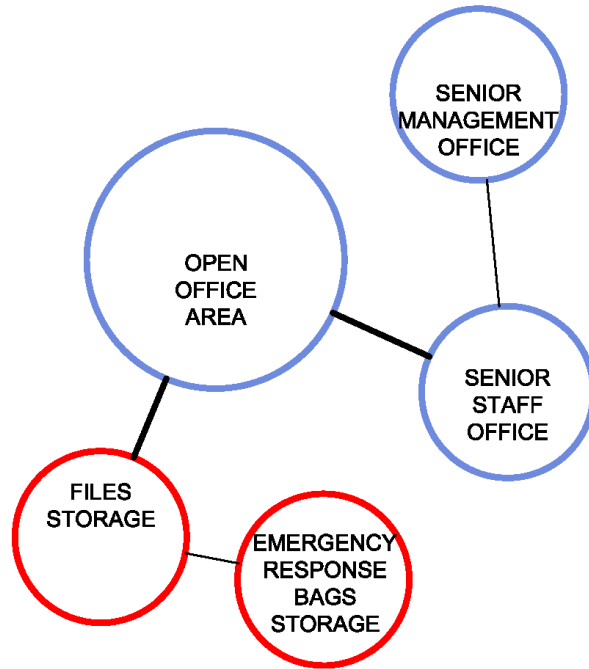 SENIOR
MANAGEMENT
OFFICE
OPEN
OFFICE
AREA
SENIOR
STAFF
OFFICE
FILES
STORAGE
EMERGENCY
RESPONSE
BAGS
STORAGE